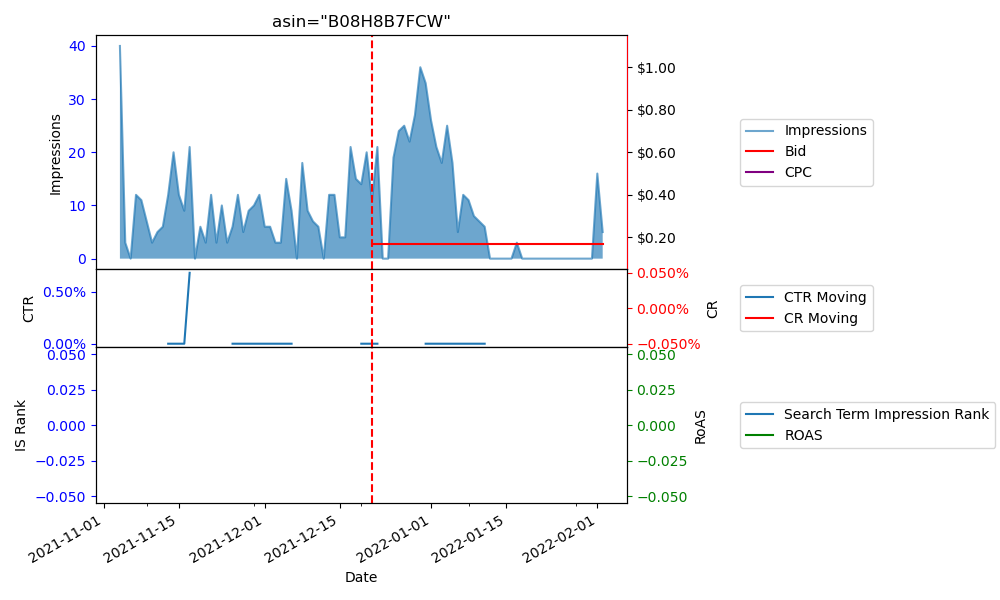 asin="B08H8B7FCW"
Impressions
40
30
20
10
0
$1.00
$0.80
$0.60
$0.40
$0.20
Impressions
Bid
CPC
CTR
0.50%
0.00%
0.050%
0.000%
−0.050%
CR
CTR Moving
CR Moving
IS Rank
0.050
0.025
0.000
−0.025
−0.050
0.050
0.025
0.000
−0.025
−0.050
RoAS
Search Term Impression Rank
ROAS
2021-11-01
2021-11-15
2021-12-01
2021-12-15
2022-01-01
2022-01-15
2022-02-01
Date